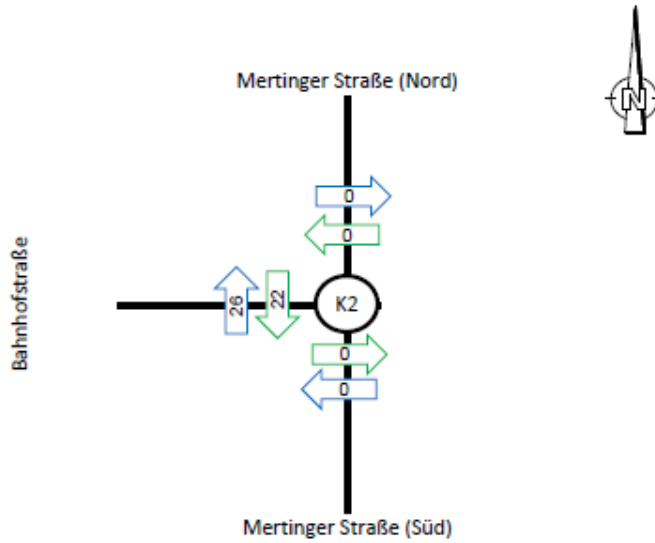 Mertinger Straße (Nord)
N
0
0
Bahnhofstraße
26
22
K2
0
0
Mertinger Straße (Süd)